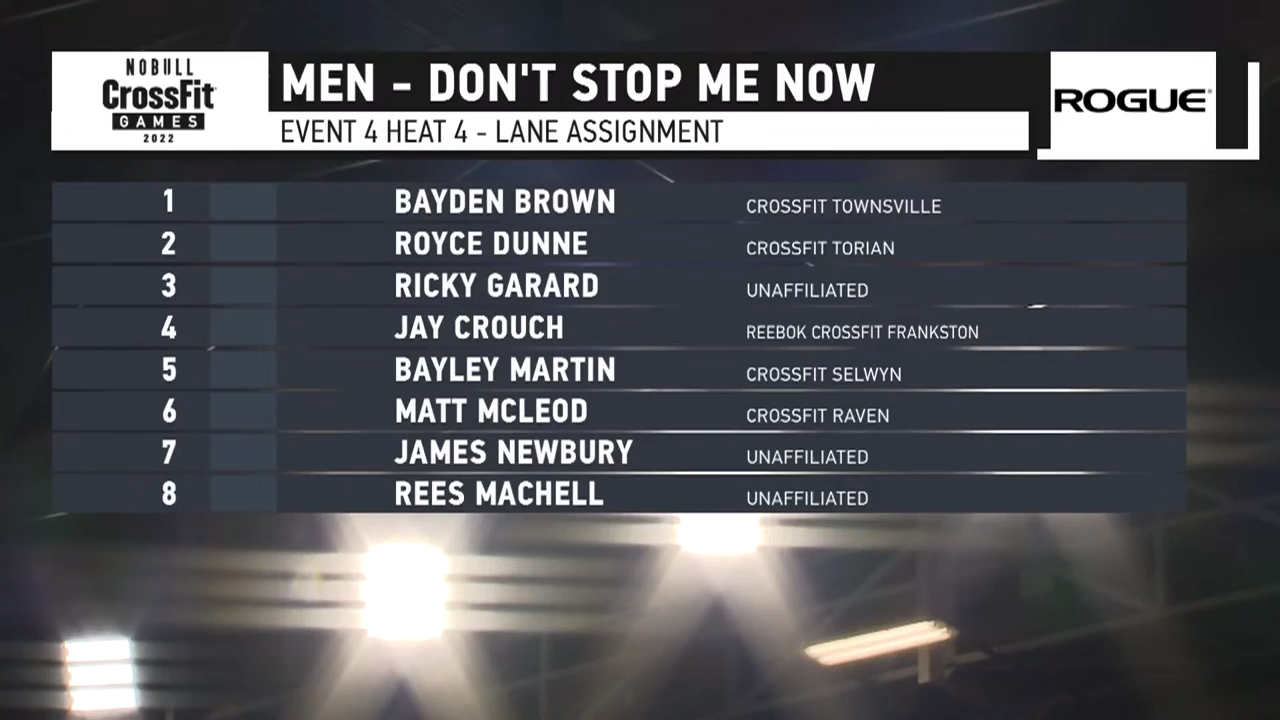 NOBULL
CrossFit
GAMES
2022
MEN - DON'T STOP ME NOW
EVENT 4 HEAT 4 - LANE ASSIGNMENT
ROGUE®
1 BAYDEN BROWN CROSSFIT TOWNSVILLE
2 ROYCE DUNNE CROSSFIT TORIAN
3 RICKY GARARD UNAFFILIATED
4 JAY CROUCH REEBOK CROSSFIT FRANKSTON
5 BAYLEY MARTIN CROSSFIT SELWYN
6 MATT MCLEOD CROSSFIT RAVEN
7 JAMES NEWBURY UNAFFILIATED
8 REES MACHELL UNAFFILIATED